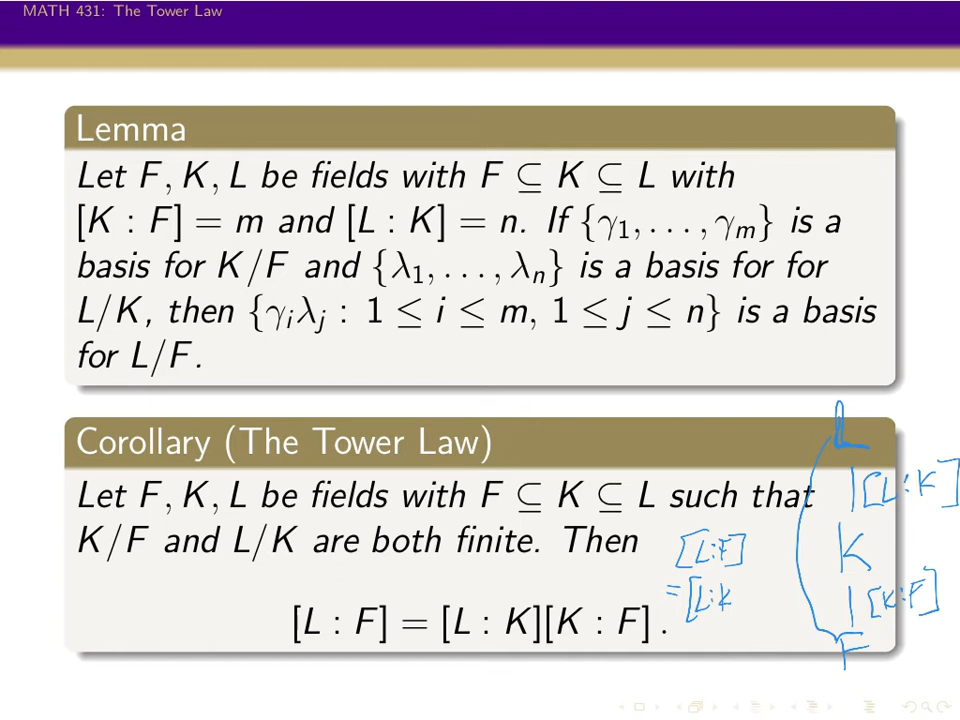 MATH 431: The Tower Law
Lemma
Let F, K, L be fields with F ⊆ K ⊆ L with
[K : F] = m and [L : K] = n. If {γ₁, . . . , γₘ} is a
basis for K/F and {λ₁, . . . , λₙ} is a basis for for
L/K, then {γᵢλⱼ : 1 ≤ i ≤ m, 1 ≤ j ≤ n} is a basis
for L/F.
Corollary (The Tower Law)
Let F, K, L be fields with F ⊆ K ⊆ L such that
K/F and L/K are both finite. Then
[L : F] = [L : K][K : F] .
[L:F]
= [L:K
L
[L:K]
K
[K:F]
F